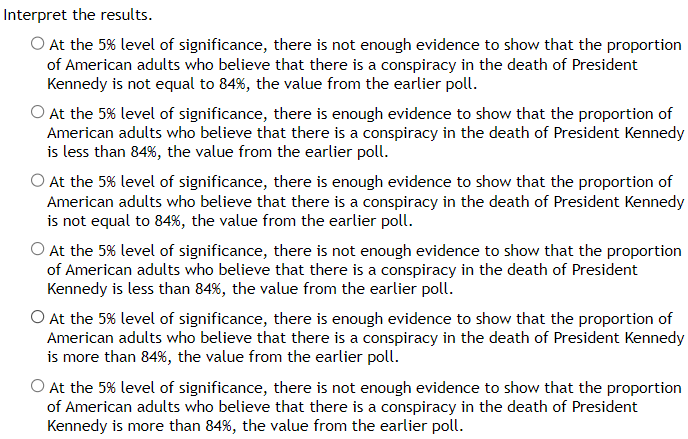 Interpret the results.
At the 5% level of significance, there is not enough evidence to show that the proportion
of American adults who believe that there is a conspiracy in the death of President
Kennedy is not equal to 84%, the value from the earlier poll.
At the 5% level of significance, there is enough evidence to show that the proportion of
American adults who believe that there is a conspiracy in the death of President Kennedy
is less than 84%, the value from the earlier poll.
At the 5% level of significance, there is enough evidence to show that the proportion of
American adults who believe that there is a conspiracy in the death of President Kennedy
is not equal to 84%, the value from the earlier poll.
At the 5% level of significance, there is not enough evidence to show that the proportion
of American adults who believe that there is a conspiracy in the death of President
Kennedy is less than 84%, the value from the earlier poll.
At the 5% level of significance, there is enough evidence to show that the proportion of
American adults who believe that there is a conspiracy in the death of President Kennedy
is more than 84%, the value from the earlier poll.
At the 5% level of significance, there is not enough evidence to show that the proportion
of American adults who believe that there is a conspiracy in the death of President
Kennedy is more than 84%, the value from the earlier poll.